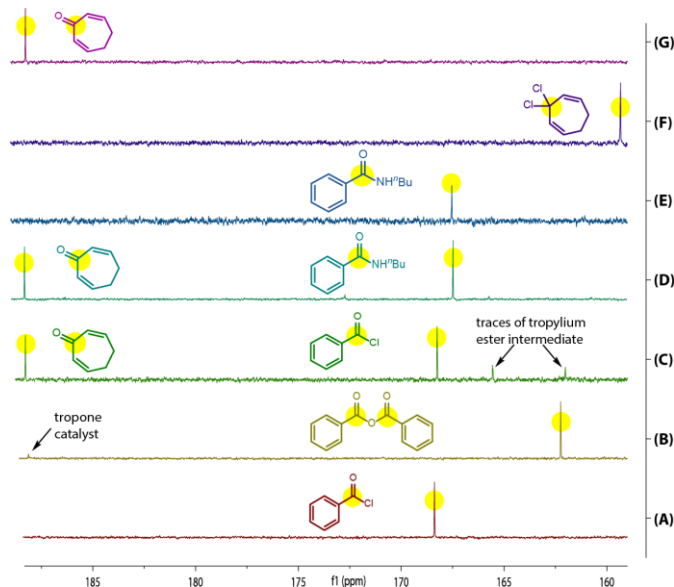 O
(G)
Cl
Cl
(F)
O
NHⁿBu
(E)
O
O
NHⁿBu
(D)
traces of tropylium
ester intermediate
O
O
Cl
(C)
tropone
catalyst
O
O
O
(B)
O
Cl
(A)
185
180
175
f1 (ppm)
170
165
160